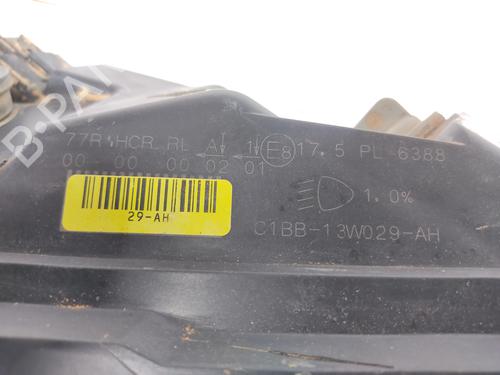 77R HCR RL A 1 E8 17.5 PL 6388
00 00 00 02 01
1.0%
29-AH
C1BB-13W029-AH
B-PARTS